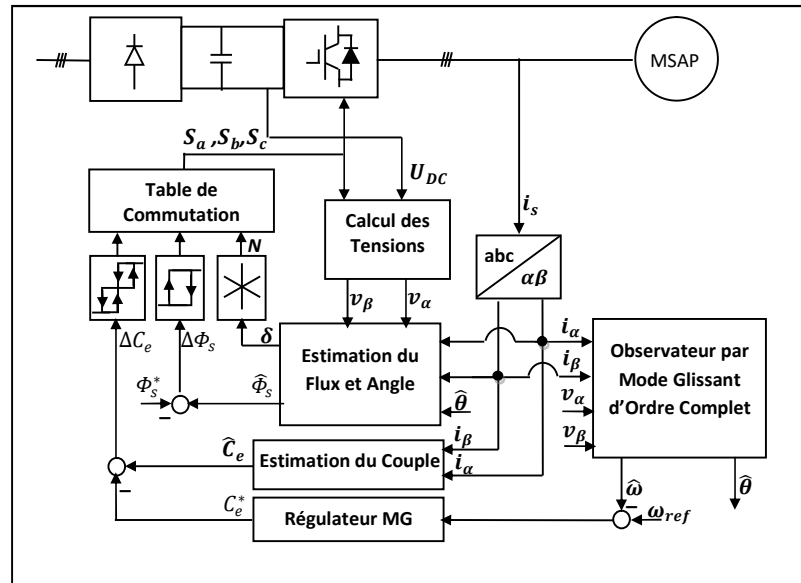 MSAP
S_a ,S_b,S_c
U_DC
i_s
Table de
Commutation
Calcul des
Tensions
abc
αβ
N
v_β
v_α
ΔC_e
ΔΦ_s
δ
Estimation du
Flux et Angle
i_α
i_β
Observateur par
Mode Glissant
d’Ordre Complet
v_α
v_β
Φ_s^*
−
Φ̂_s
θ̂
i_β
Ĉ_e
Estimation du Couple
i_α
−
ω̂
θ̂
C_e^*
Régulateur MG
−
ω_ref